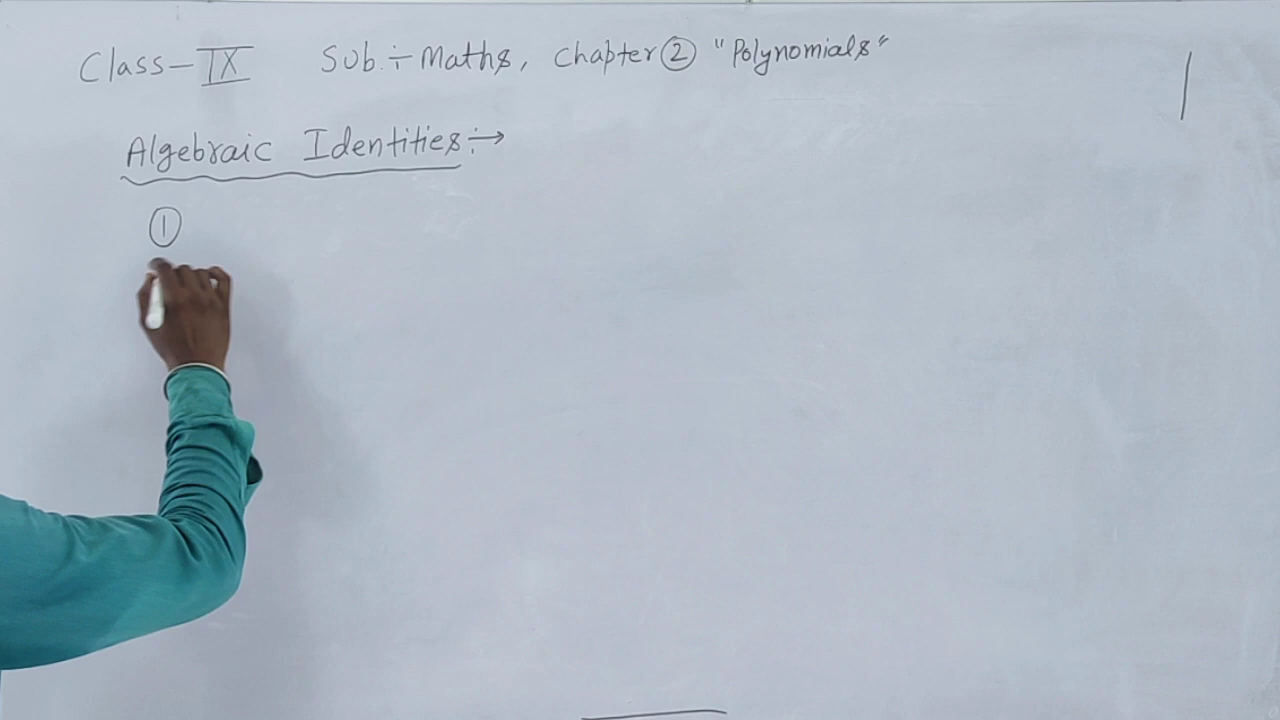 Class-IX Sub.÷Maths, Chapter ② "Polynomials"
Algebraic Identities÷→
①